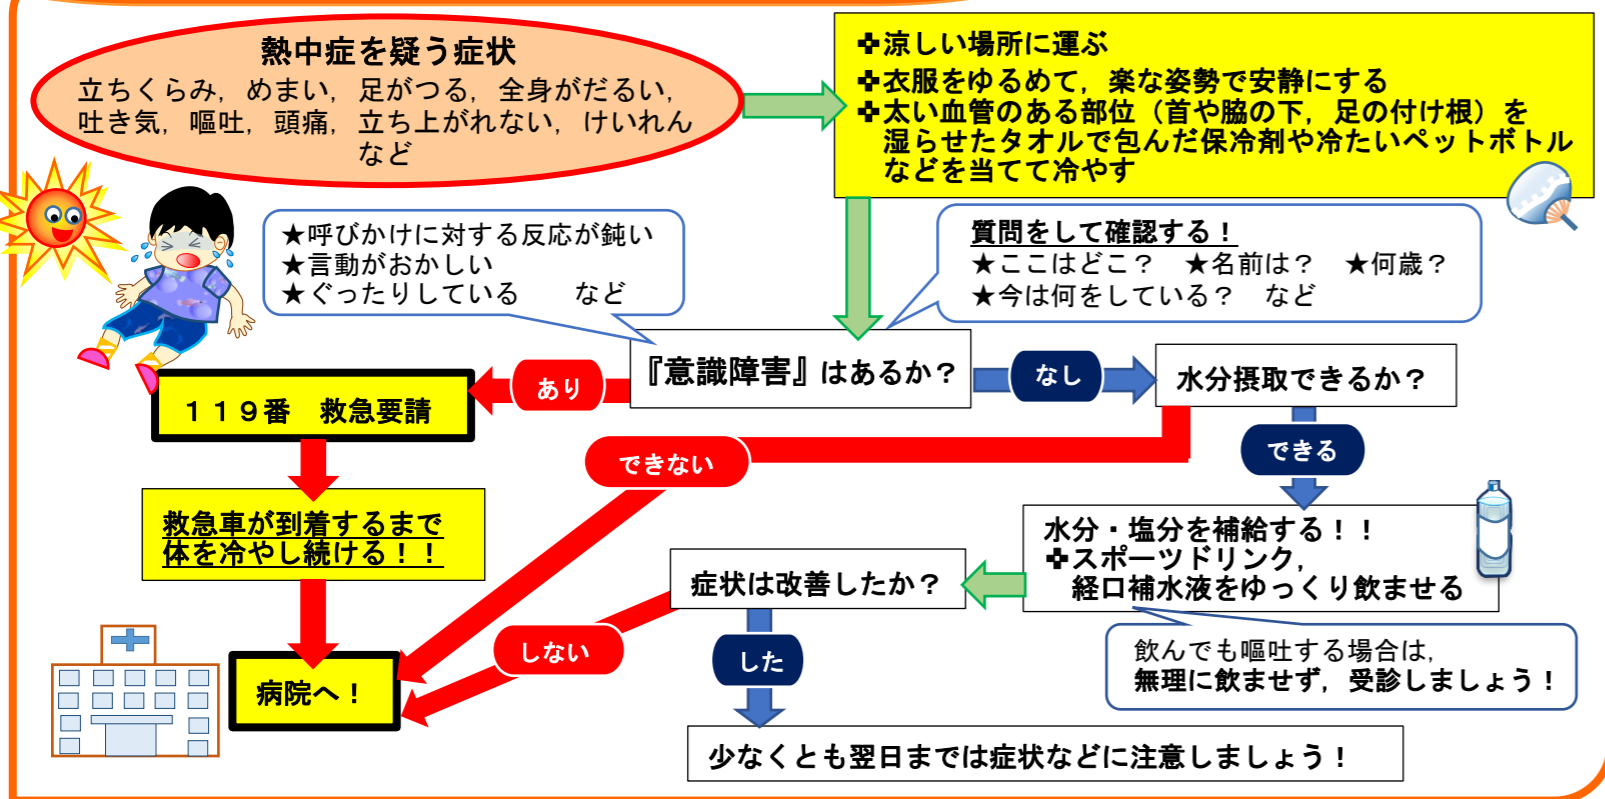 熱中症を疑う症状
立ちくらみ，めまい，足がつる，全身がだるい，
吐き気，嘔吐，頭痛，立ち上がれない，けいれん
など
✤涼しい場所に運ぶ
✤衣服をゆるめて，楽な姿勢で安静にする
✤太い血管のある部位（首や脇の下，足の付け根）を
湿らせたタオルで包んだ保冷剤や冷たいペットボトル
などを当てて冷やす
★呼びかけに対する反応が鈍い
★言動がおかしい
★ぐったりしている　　など
質問をして確認する！
★ここはどこ？　★名前は？　★何歳？
★今は何をしている？　など
『意識障害』はあるか？
あり
なし
水分摂取できるか？
１１９番　救急要請
できない
できる
救急車が到着するまで
体を冷やし続ける！！
水分・塩分を補給する！！
✤スポーツドリンク，
経口補水液をゆっくり飲ませる
症状は改善したか？
しない
した
飲んでも嘔吐する場合は，
無理に飲ませず，受診しましょう！
病院へ！
少なくとも翌日までは症状などに注意しましょう！